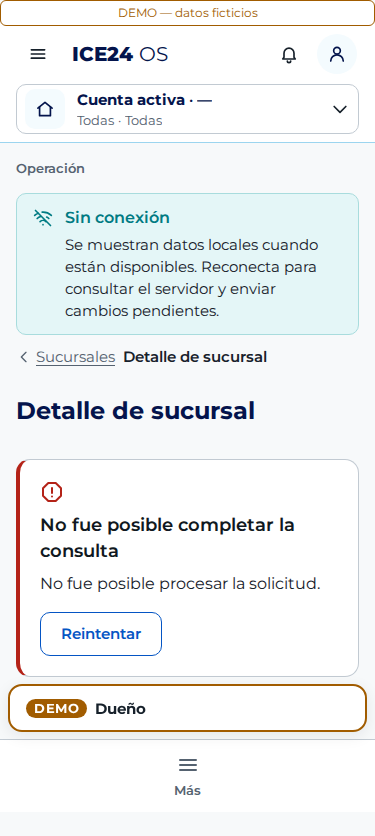 DEMO — datos ficticios
ICE24 OS
Cuenta activa · —
Todas · Todas
Operación
Sin conexión
Se muestran datos locales cuando
están disponibles. Reconecta para
consultar el servidor y enviar
cambios pendientes.
Sucursales Detalle de sucursal
Detalle de sucursal
No fue posible completar la
consulta
No fue posible procesar la solicitud.
Reintentar
DEMO Dueño
Más